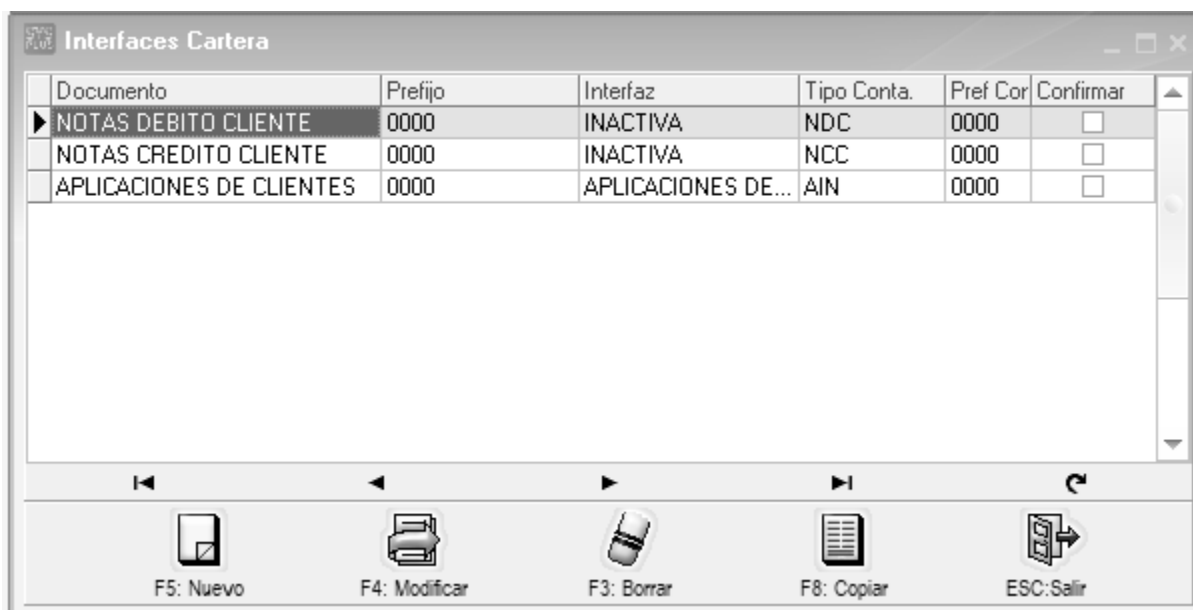 Interfaces Cartera
Documento Prefijo Interfaz Tipo Conta. Pref Cor Confirmar
NOTAS DEBITO CLIENTE 0000 INACTIVA NDC 0000
NOTAS CREDITO CLIENTE 0000 INACTIVA NCC 0000
APLICACIONES DE CLIENTES 0000 APLICACIONES DE... AIN 0000
F5: Nuevo F4: Modificar F3: Borrar F8: Copiar ESC:Salir